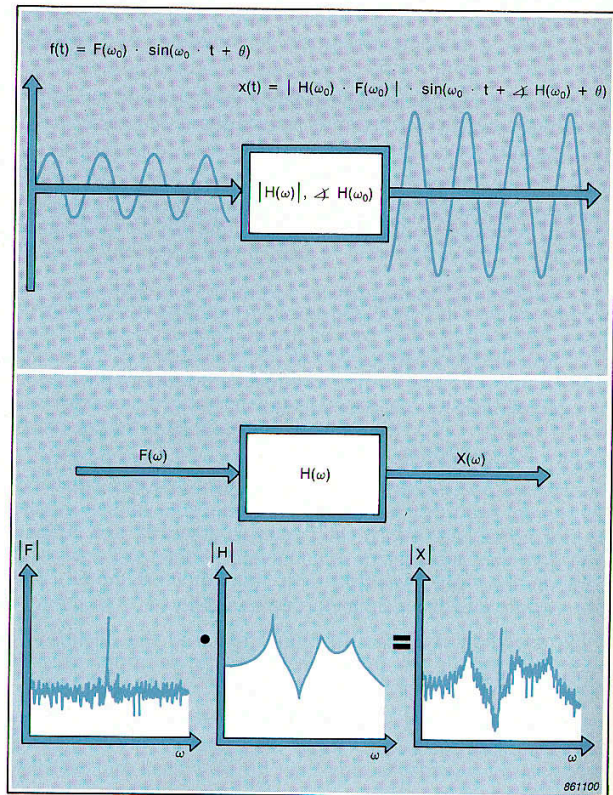 f(t) = F(ω₀) · sin(ω₀ · t + θ)
x(t) = | H(ω₀) · F(ω₀) | · sin(ω₀ · t + ∡ H(ω₀) + θ)
|H(ω)|, ∡ H(ω₀)
F(ω)
H(ω)
X(ω)
|F|
|H|
|X|
• =
ω
ω
ω
861100